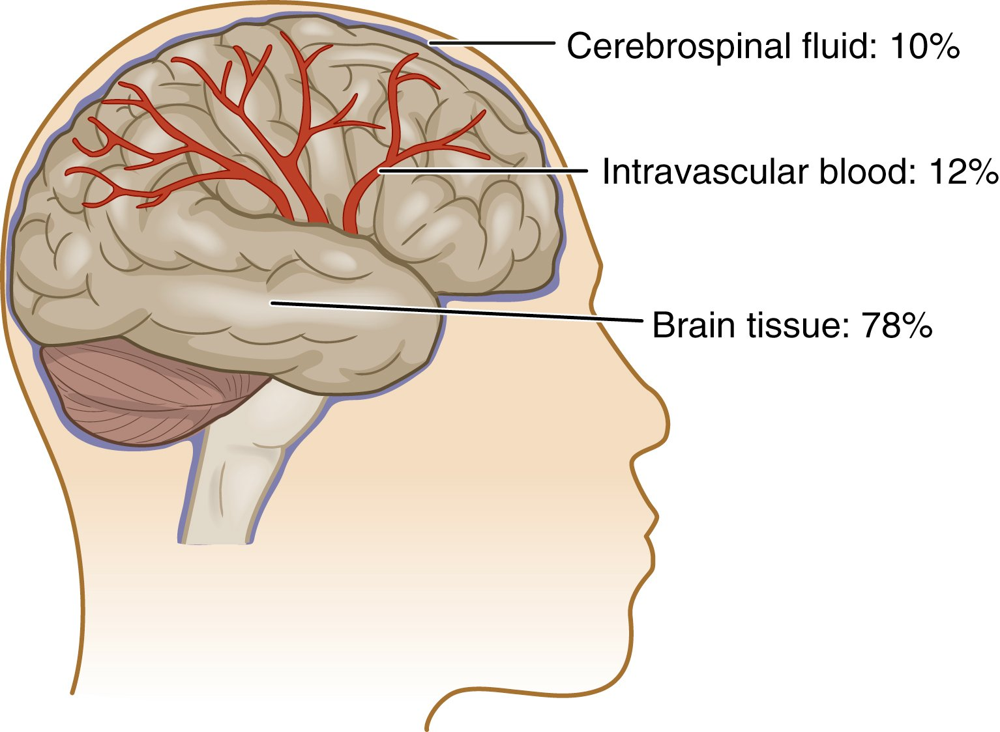 Cerebrospinal fluid: 10%
Intravascular blood: 12%
Brain tissue: 78%